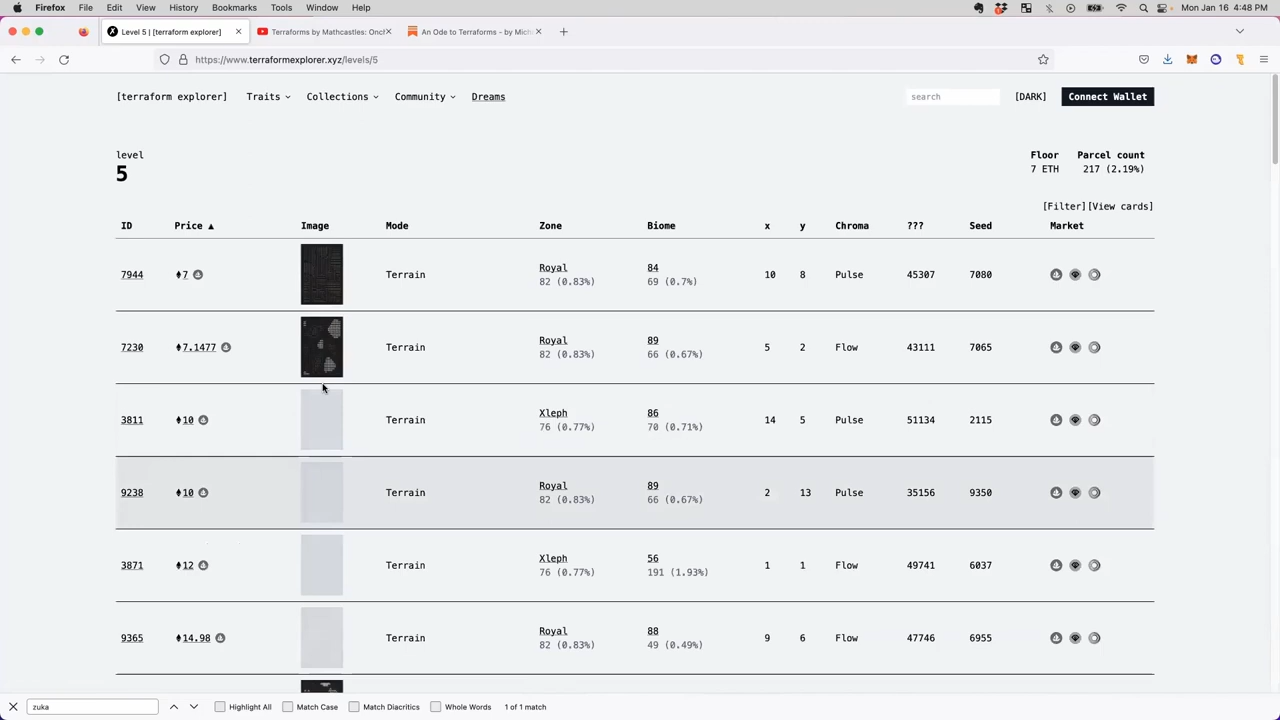 Firefox File Edit View History Bookmarks Tools Window Help Mon Jan 16 4:48 PM
Level 5 | [terraform explorer] Terraforms by Mathcastles: Onch An Ode to Terraforms - by Mich
https://www.terraformexplorer.xyz/levels/5
[terraform explorer] Traits Collections Community Dreams search [DARK] Connect Wallet
level
5
Floor Parcel count
7 ETH 217 (2.19%)
[Filter][View cards]
ID Price ▲ Image Mode Zone Biome x y Chroma ??? Seed Market
7944 7 Terrain Royal 84 10 8 Pulse 45307 7080
82 (0.83%) 69 (0.7%)
7230 7.1477 Terrain Royal 89 5 2 Flow 43111 7065
82 (0.83%) 66 (0.67%)
3811 10 Terrain Xleph 86 14 5 Pulse 51134 2115
76 (0.77%) 70 (0.71%)
9238 10 Terrain Royal 89 2 13 Pulse 35156 9350
82 (0.83%) 66 (0.67%)
3871 12 Terrain Xleph 56 1 1 Flow 49741 6037
76 (0.77%) 191 (1.93%)
9365 14.98 Terrain Royal 88 9 6 Flow 47746 6955
82 (0.83%) 49 (0.49%)
zuka Highlight All Match Case Match Diacritics Whole Words 1 of 1 match